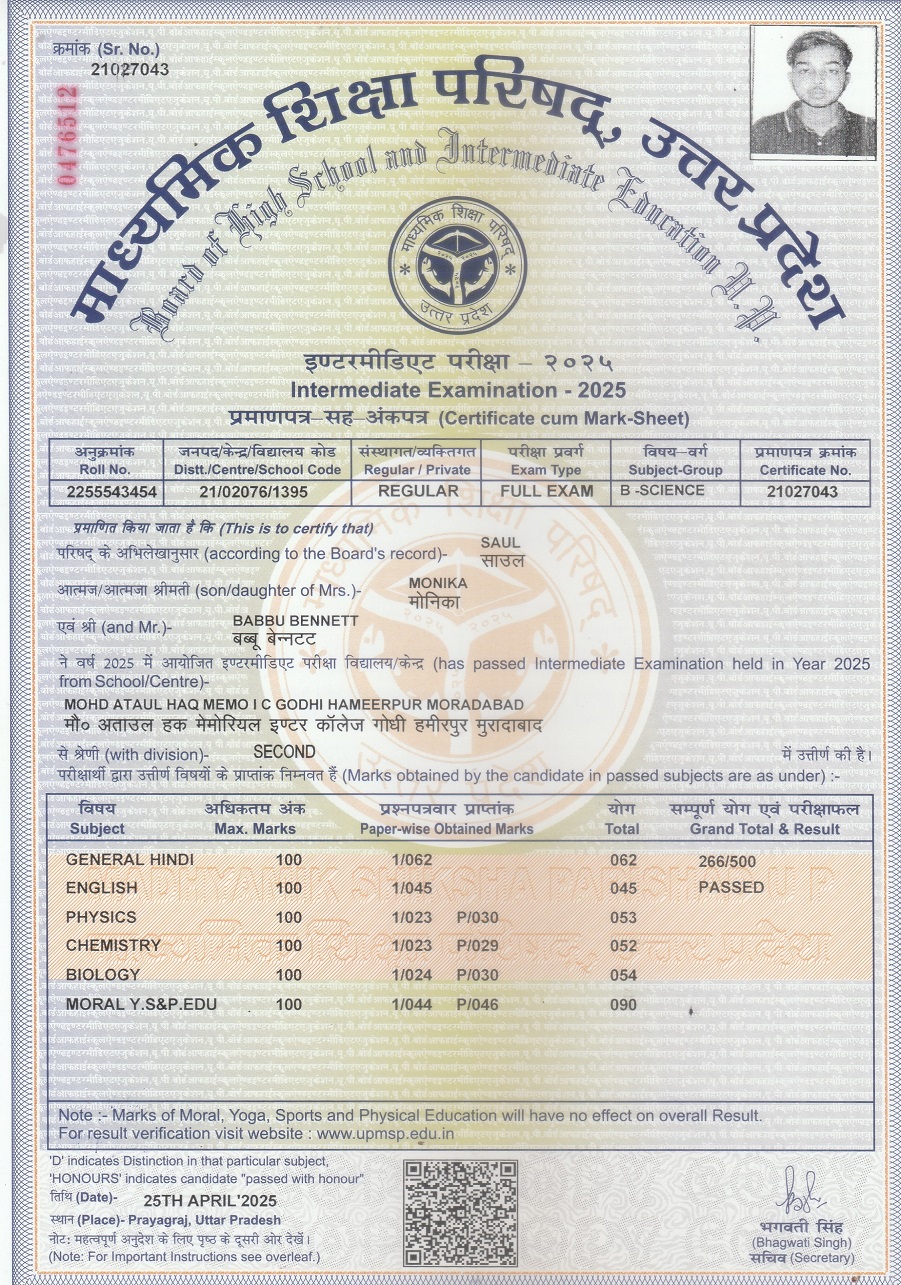 क्रमांक (Sr. No.)
21027043
0476512
माध्यमिक शिक्षा परिषद्, उत्तर प्रदेश
Board of High School and Intermediate Education U.P.
माध्यमिक शिक्षा परिषद
उत्तर प्रदेश
इण्टरमीडिएट परीक्षा – २०२५
Intermediate Examination - 2025
प्रमाणपत्र–सह–अंकपत्र (Certificate cum Mark-Sheet)
अनुक्रमांक जनपद/केन्द्र/विद्यालय कोड संस्थागत/व्यक्तिगत परीक्षा प्रवर्ग विषय–वर्ग प्रमाणपत्र क्रमांक
Roll No. Distt./Centre/School Code Regular / Private Exam Type Subject-Group Certificate No.
2255543454 21/02076/1395 REGULAR FULL EXAM B -SCIENCE 21027043
प्रमाणित किया जाता है कि (This is to certify that)
SAUL
परिषद् के अभिलेखानुसार (according to the Board's record)- साउल
MONIKA
आत्मज/आत्मजा श्रीमती (son/daughter of Mrs.)- मोनिका
BABBU BENNETT
एवं श्री (and Mr.)- बब्बू बेन्नटट
ने वर्ष 2025 में आयोजित इण्टरमीडिएट परीक्षा विद्यालय/केन्द्र (has passed Intermediate Examination held in Year 2025
from School/Centre)-
MOHD ATAUL HAQ MEMO I C GODHI HAMEERPUR MORADABAD
मौ० अताउल हक मेमोरियल इण्टर कॉलेज गोधी हमीरपुर मुरादाबाद
से श्रेणी (with division)- SECOND में उत्तीर्ण की है।
परीक्षार्थी द्वारा उत्तीर्ण विषयों के प्राप्तांक निम्नवत हैं (Marks obtained by the candidate in passed subjects are as under) :-
विषय अधिकतम अंक प्रश्नपत्रवार प्राप्तांक योग सम्पूर्ण योग एवं परीक्षाफल
Subject Max. Marks Paper-wise Obtained Marks Total Grand Total & Result
GENERAL HINDI 100 1/062 062 266/500
ENGLISH 100 1/045 045 PASSED
PHYSICS 100 1/023 P/030 053
CHEMISTRY 100 1/023 P/029 052
BIOLOGY 100 1/024 P/030 054
MORAL Y.S&P.EDU 100 1/044 P/046 090
MADHYAMIK SHIKSHA PARISHAD U P
माध्यमिक शिक्षा परिषद्, उत्तर प्रदेश
Note :- Marks of Moral, Yoga, Sports and Physical Education will have no effect on overall Result.
For result verification visit website : www.upmsp.edu.in
'D' indicates Distinction in that particular subject,
'HONOURS' indicates candidate "passed with honour"
तिथि (Date)- 25TH APRIL'2025
स्थान (Place)- Prayagraj, Uttar Pradesh
नोट: महत्वपूर्ण अनुदेश के लिए पृष्ठ के दूसरी ओर देखें।
(Note: For Important Instructions see overleaf.)
भगवती सिंह
(Bhagwati Singh)
सचिव (Secretary)